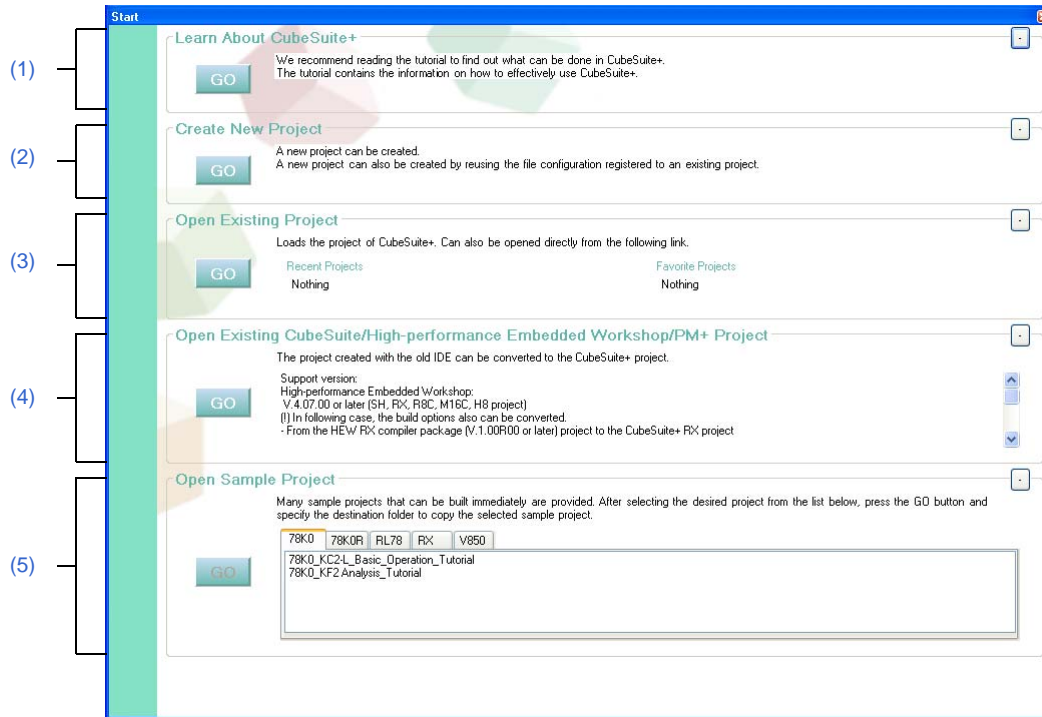 Start
(1)
Learn About CubeSuite+
We recommend reading the tutorial to find out what can be done in CubeSuite+.
The tutorial contains the information on how to effectively use CubeSuite+.
GO
(2)
Create New Project
A new project can be created.
A new project can also be created by reusing the file configuration registered to an existing project.
GO
(3)
Open Existing Project
Loads the project of CubeSuite+. Can also be opened directly from the following link.
GO
Recent Projects
Nothing
Favorite Projects
Nothing
(4)
Open Existing CubeSuite/High-performance Embedded Workshop/PM+ Project
The project created with the old IDE can be converted to the CubeSuite+ project.
GO
Support version:
High-performance Embedded Workshop:
V.4.07.00 or later (SH, RX, R8C, M16C, H8 project)
(!) In following case, the build options also can be converted.
- From the HEW RX compiler package (V.1.00R00 or later) project to the CubeSuite+ RX project
(5)
Open Sample Project
Many sample projects that can be built immediately are provided. After selecting the desired project from the list below, press the GO button and
specify the destination folder to copy the selected sample project.
GO
78K0 78K0R RL78 RX V850
78K0_KC2-L_Basic_Operation_Tutorial
78K0_KF2 Analysis_Tutorial